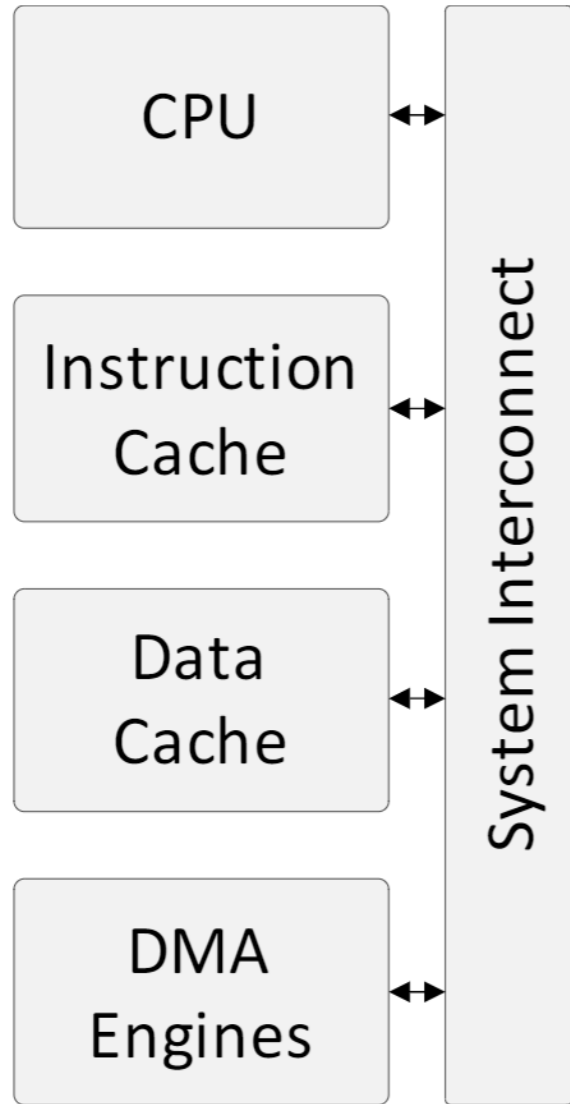 CPU
Instruction
Cache
Data
Cache
DMA
Engines
System Interconnect